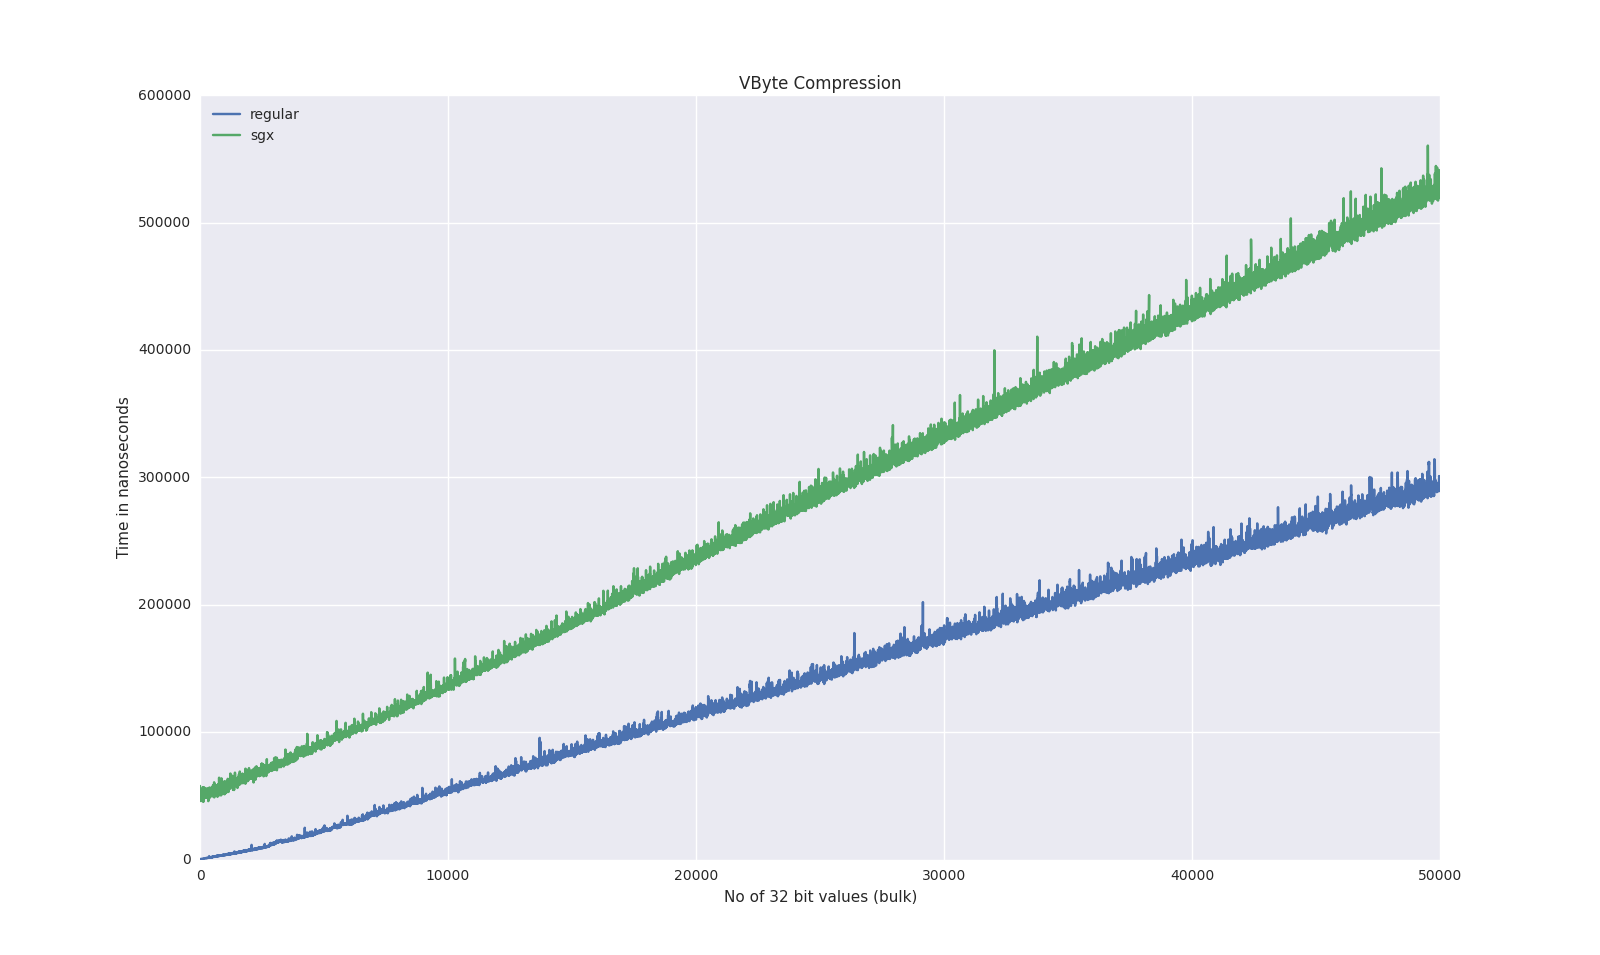 VByte Compression
regular
sgx
600000
500000
400000
300000
200000
100000
0
Time in nanoseconds
0 10000 20000 30000 40000 50000
No of 32 bit values (bulk)